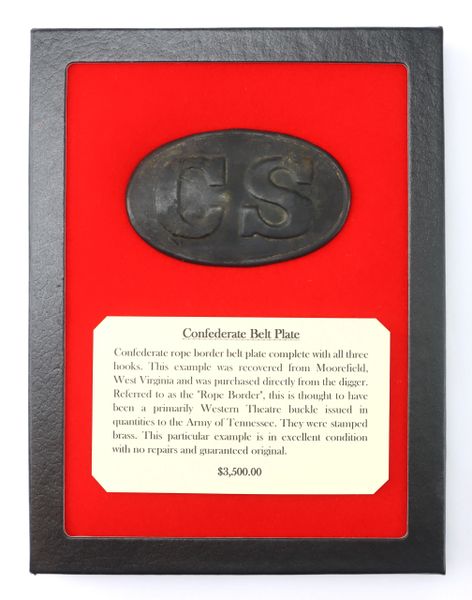 CS
Confederate Belt Plate
Confederate rope border belt plate complete with all three
hooks. This example was recovered from Moorefield,
West Virginia and was purchased directly from the digger.
Referred to as the "Rope Border", this is thought to have
been a primarily Western Theatre buckle issued in
quantities to the Army of Tennessee. They were stamped
brass. This particular example is in excellent condition
with no repairs and guaranteed original.
$3,500.00